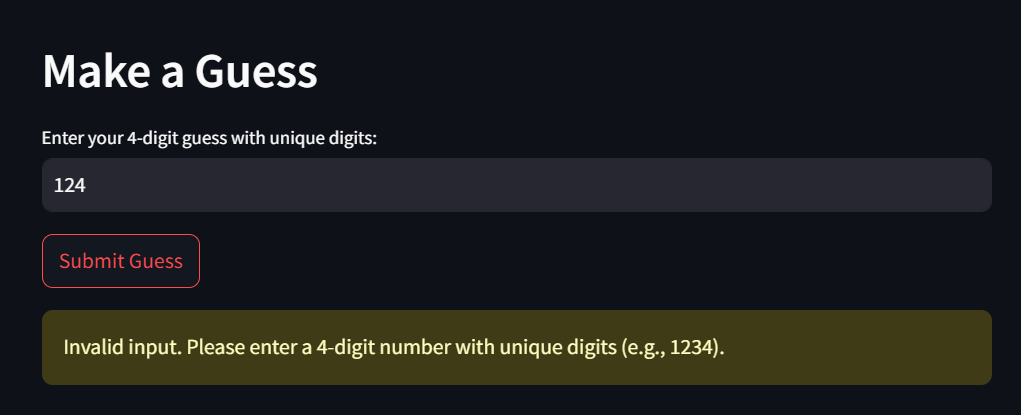 Make a Guess
Enter your 4-digit guess with unique digits:
124
Submit Guess
Invalid input. Please enter a 4-digit number with unique digits (e.g., 1234).